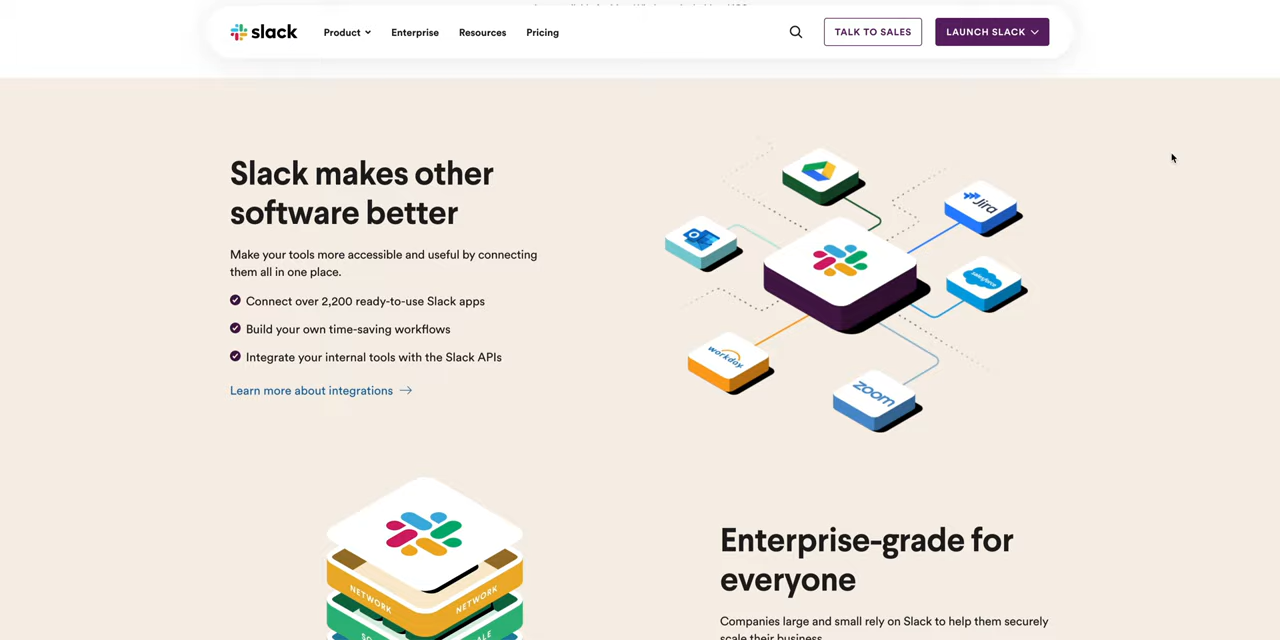 slack
Product
Enterprise
Resources
Pricing
TALK TO SALES
LAUNCH SLACK
Slack makes other
software better
Make your tools more accessible and useful by connecting
them all in one place.
Connect over 2,200 ready-to-use Slack apps
Build your own time-saving workflows
Integrate your internal tools with the Slack APIs
Learn more about integrations
Jira
salesforce
workday
zoom
NETWORK
NETWORK
Enterprise-grade for
everyone
Companies large and small rely on Slack to help them securely
scale their business